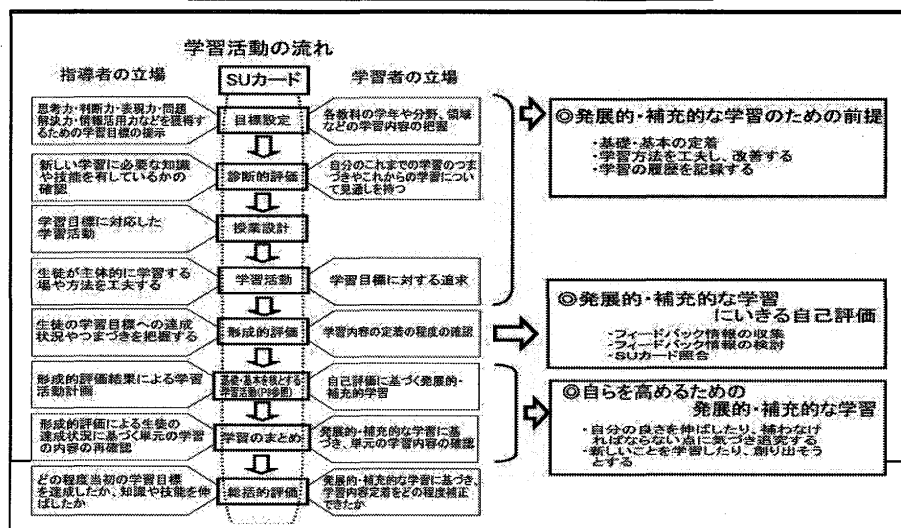 学習活動の流れ
指導者の立場
SUカード
学習者の立場
思考力・判断力・表現力・問題
解決力・情報活用力などを獲得す
るための学習目標の提示
目標設定
各教科の学年や分野、領域
などの学習内容の把握
新しい学習に必要な知識
や技能を有しているかの
確認
診断的評価
自分のこれまでの学習のつま
づきやこれからの学習につい
て見通しを持つ
学習目標に対応した
学習活動
授業設計
生徒が主体的に学習する
場や方法を工夫する
学習活動
学習目標に対する追求
生徒の学習目標への達成
状況やつまづきを把握する
形成的評価
学習内容の定着の程度の確認
形成的評価結果による学習
活動計画
基礎・基本を核とする
学習活動(P9参照)
自己評価に基づく発展的・
補充的学習
形成的評価による生徒の
達成状況に基づく単元の学習
の内容の再確認
学習のまとめ
発展的・補充的な学習に基
づき、単元の学習内容の確認
どの程度当初の学習目標
を達成したか、知識や技能を伸
ばしたか
総括的評価
発展的・補充的な学習に基づき、
学習内容定着をどの程度補正
できたか
◎発展的・補充的な学習のための前提
・基礎・基本の定着
・学習方法を工夫し、改善する
・学習の履歴を記録する
◎発展的・補充的な学習
にいきる自己評価
・フィードバック情報の収集
・フィードバック情報の検討
・SUカード照合
◎自らを高めるための
発展的・補充的な学習
・自分の良さを伸ばしたり、補わなけ
ればならない点に気づき追究する
・新しいことを学習したり、創り出そう
とする